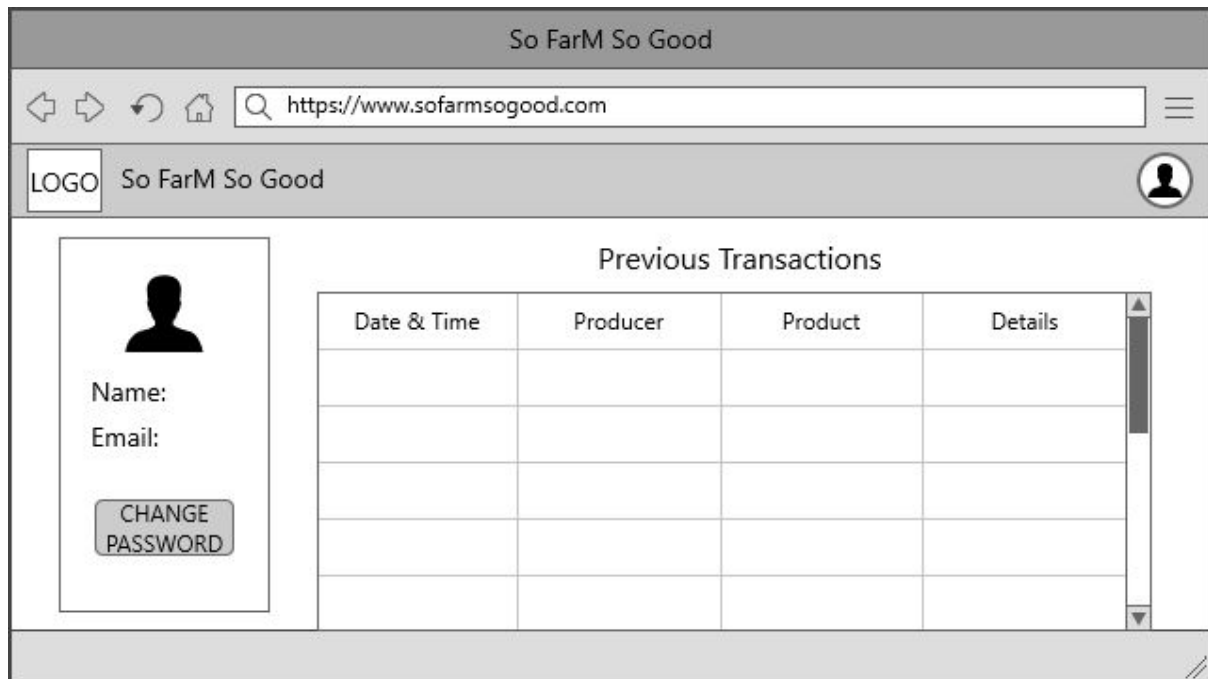 So FarM So Good
https://www.sofarmsogood.com
LOGO So FarM So Good
Name:
Email:
CHANGE
PASSWORD
Previous Transactions
Date & Time Producer Product Details